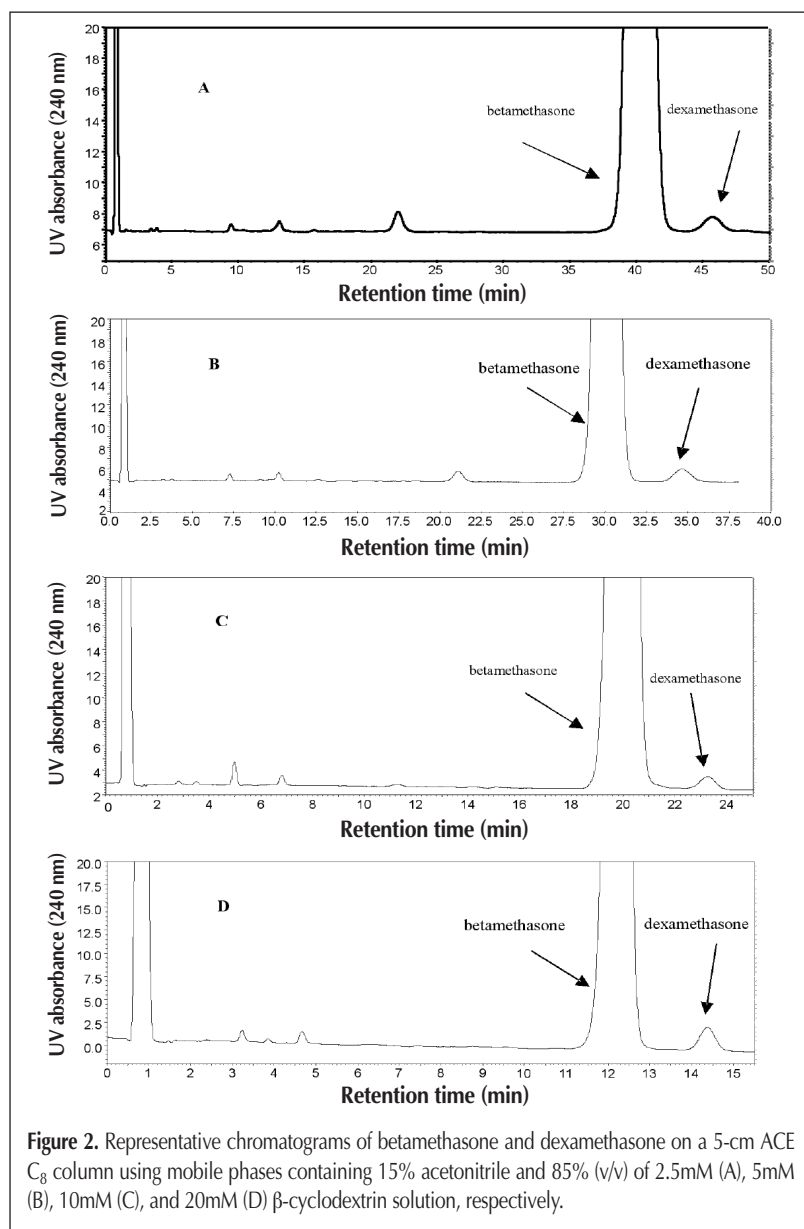 20
18
16
14
12
10
8
6
UV absorbance (240 nm)
A
betamethasone
dexamethasone
0 5 10 15 20 25 30 35 40 45 50
Retention time (min)
20
18
16
14
12
10
8
6
4
2
UV absorbance (240 nm)
B
betamethasone
dexamethasone
0.0 2.5 5.0 7.5 10.0 12.5 15.0 17.5 20.0 22.5 25.0 27.5 30.0 32.5 35.0 37.5 40.0
Retention time (min)
20
18
16
14
12
10
8
6
4
2
UV absorbance (240 nm)
C
betamethasone
dexamethasone
0 2 4 6 8 10 12 14 16 18 20 22 24
Retention time (min)
20.0
17.5
15.0
12.5
10.0
7.5
5.0
2.5
0.0
UV absorbance (240 nm)
D
betamethasone
dexamethasone
0 1 2 3 4 5 6 7 8 9 10 11 12 13 14 15
Retention time (min)
Figure 2. Representative chromatograms of betamethasone and dexamethasone on a 5-cm ACE
C₈ column using mobile phases containing 15% acetonitrile and 85% (v/v) of 2.5mM (A), 5mM
(B), 10mM (C), and 20mM (D) β-cyclodextrin solution, respectively.